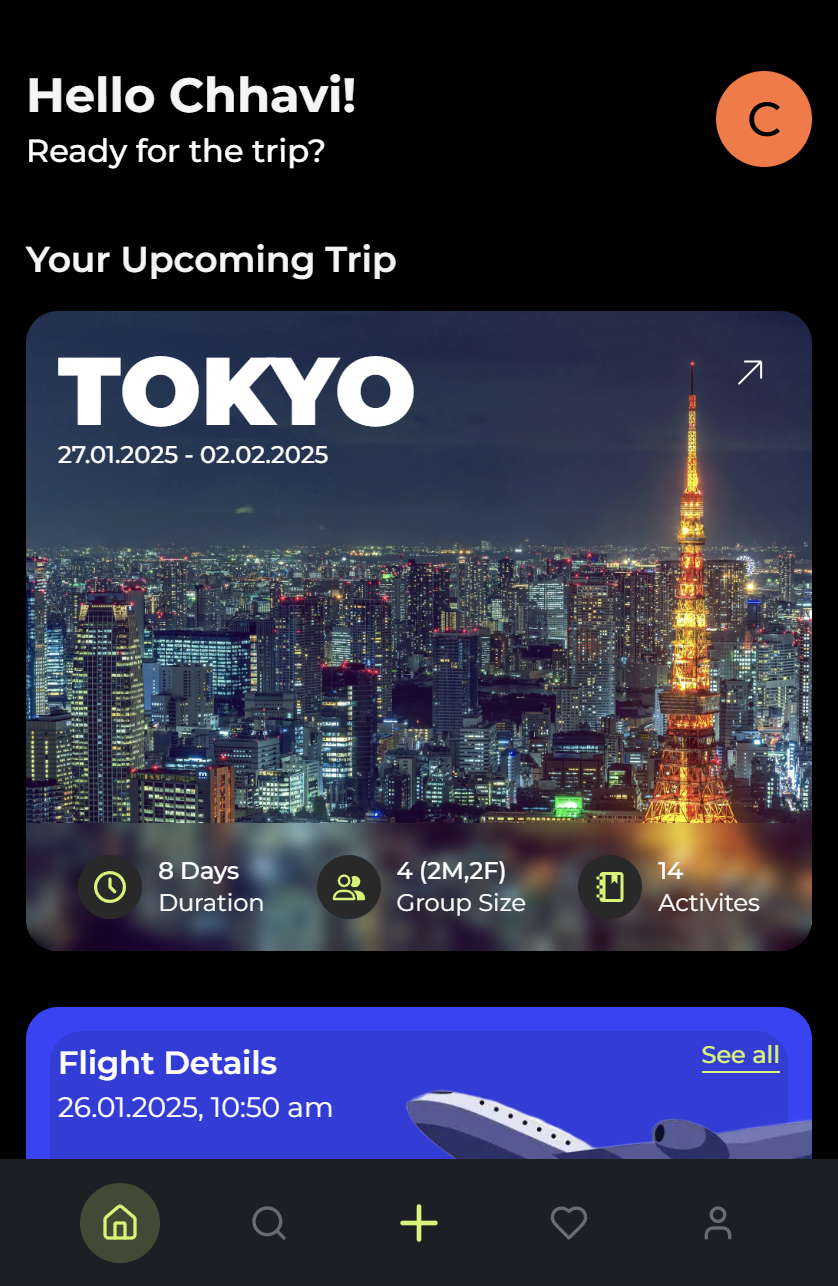 Hello Chhavi!
Ready for the trip?
C
Your Upcoming Trip
TOKYO
27.01.2025 - 02.02.2025
8 Days
Duration
4 (2M,2F)
Group Size
14
Activites
Flight Details
See all
26.01.2025, 10:50 am